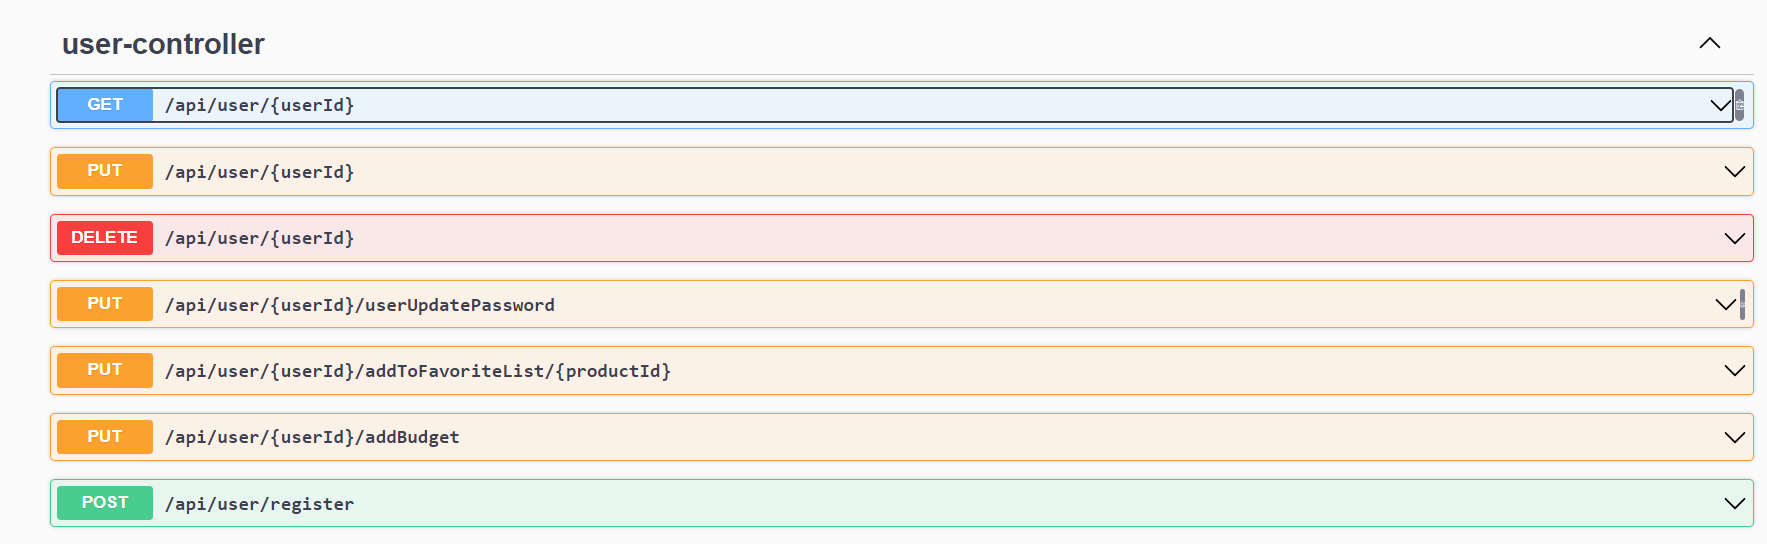 user-controller
GET /api/user/{userId}
PUT /api/user/{userId}
DELETE /api/user/{userId}
PUT /api/user/{userId}/userUpdatePassword
PUT /api/user/{userId}/addToFavoriteList/{productId}
PUT /api/user/{userId}/addBudget
POST /api/user/register